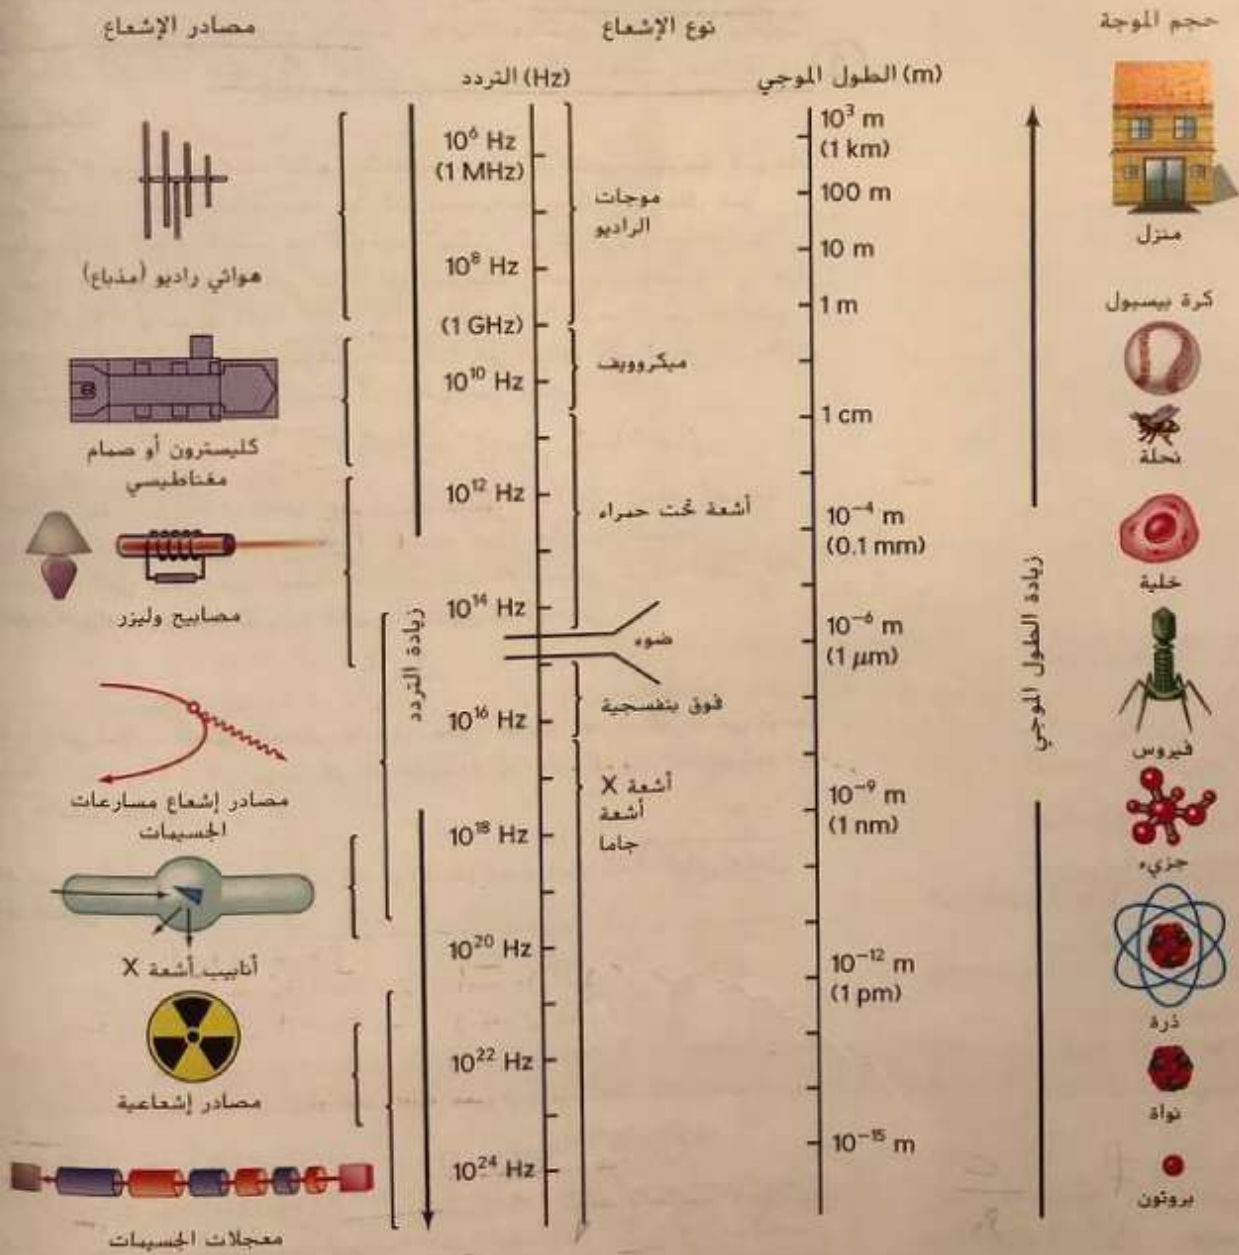 حجم الموجة
نوع الإشعاع
مصادر الإشعاع
الطول الموجي (m)
التردد (Hz)
منزل
كرة بيسبول
نحلة
خلية
فيروس
جزيء
ذرة
نواة
بروتون
زيادة الطول الموجي
10³ m
(1 km)
100 m
10 m
1 m
1 cm
10⁻⁴ m
(0.1 mm)
10⁻⁶ m
(1 μm)
10⁻⁹ m
(1 nm)
10⁻¹² m
(1 pm)
10⁻¹⁵ m
موجات
الراديو
ميكروويف
أشعة تحت حمراء
ضوء
فوق بنفسجية
أشعة X
أشعة
جاما
10⁶ Hz
(1 MHz)
10⁸ Hz
(1 GHz)
10¹⁰ Hz
10¹² Hz
10¹⁴ Hz
10¹⁶ Hz
10¹⁸ Hz
10²⁰ Hz
10²² Hz
10²⁴ Hz
زيادة التردد
هوائي راديو (مذياع)
كليسترون أو صمام
مغناطيسي
مصابيح وليزر
مصادر إشعاع مسارعات
الجسيمات
أنابيب أشعة X
مصادر إشعاعية
معجلات الجسيمات